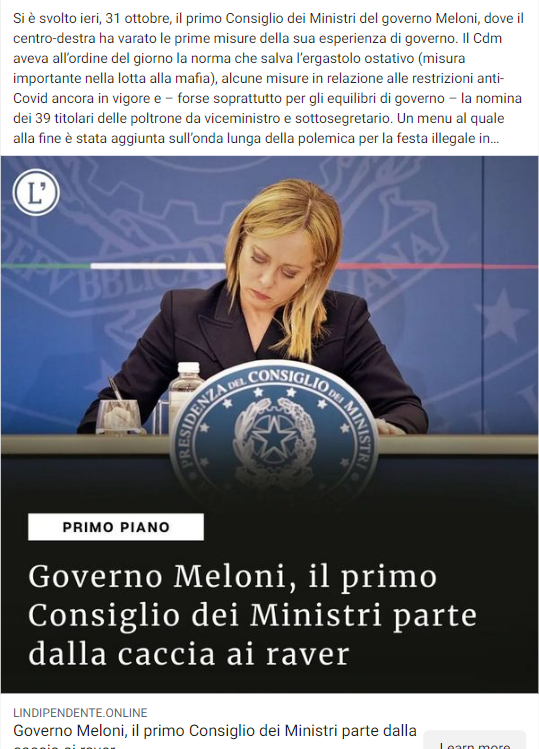 Si è svolto ieri, 31 ottobre, il primo Consiglio dei Ministri del governo Meloni, dove il
centro-destra ha varato le prime misure della sua esperienza di governo. Il Cdm
aveva all'ordine del giorno la norma che salva l'ergastolo ostativo (misura
importante nella lotta alla mafia), alcune misure in relazione alle restrizioni anti-
Covid ancora in vigore e – forse soprattutto per gli equilibri di governo – la nomina
dei 39 titolari delle poltrone da viceministro e sottosegretario. Un menu al quale
alla fine è stata aggiunta sull'onda lunga della polemica per la festa illegale in...
L'
PRESIDENZA DEL CONSIGLIO DEI MINISTRI
PRIMO PIANO
Governo Meloni, il primo
Consiglio dei Ministri parte
dalla caccia ai raver
LINDIPENDENTE.ONLINE
Governo Meloni, il primo Consiglio dei Ministri parte dalla
caccia ai raver
Learn more